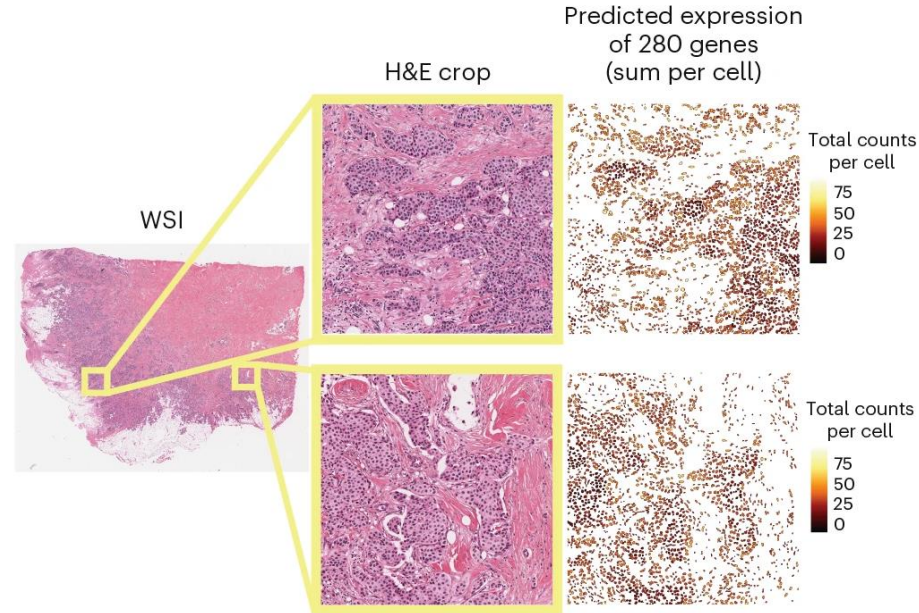 Predicted expression
of 280 genes
(sum per cell)
H&E crop
WSI
Total counts
per cell
75
50
25
0
Total counts
per cell
75
50
25
0